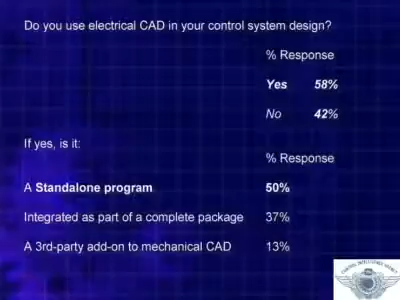 Do you use electrical CAD in your control system design?
% Response
Yes 58%
No 42%
If yes, is it:
% Response
A Standalone program 50%
Integrated as part of a complete package 37%
A 3rd-party add-on to mechanical CAD 13%